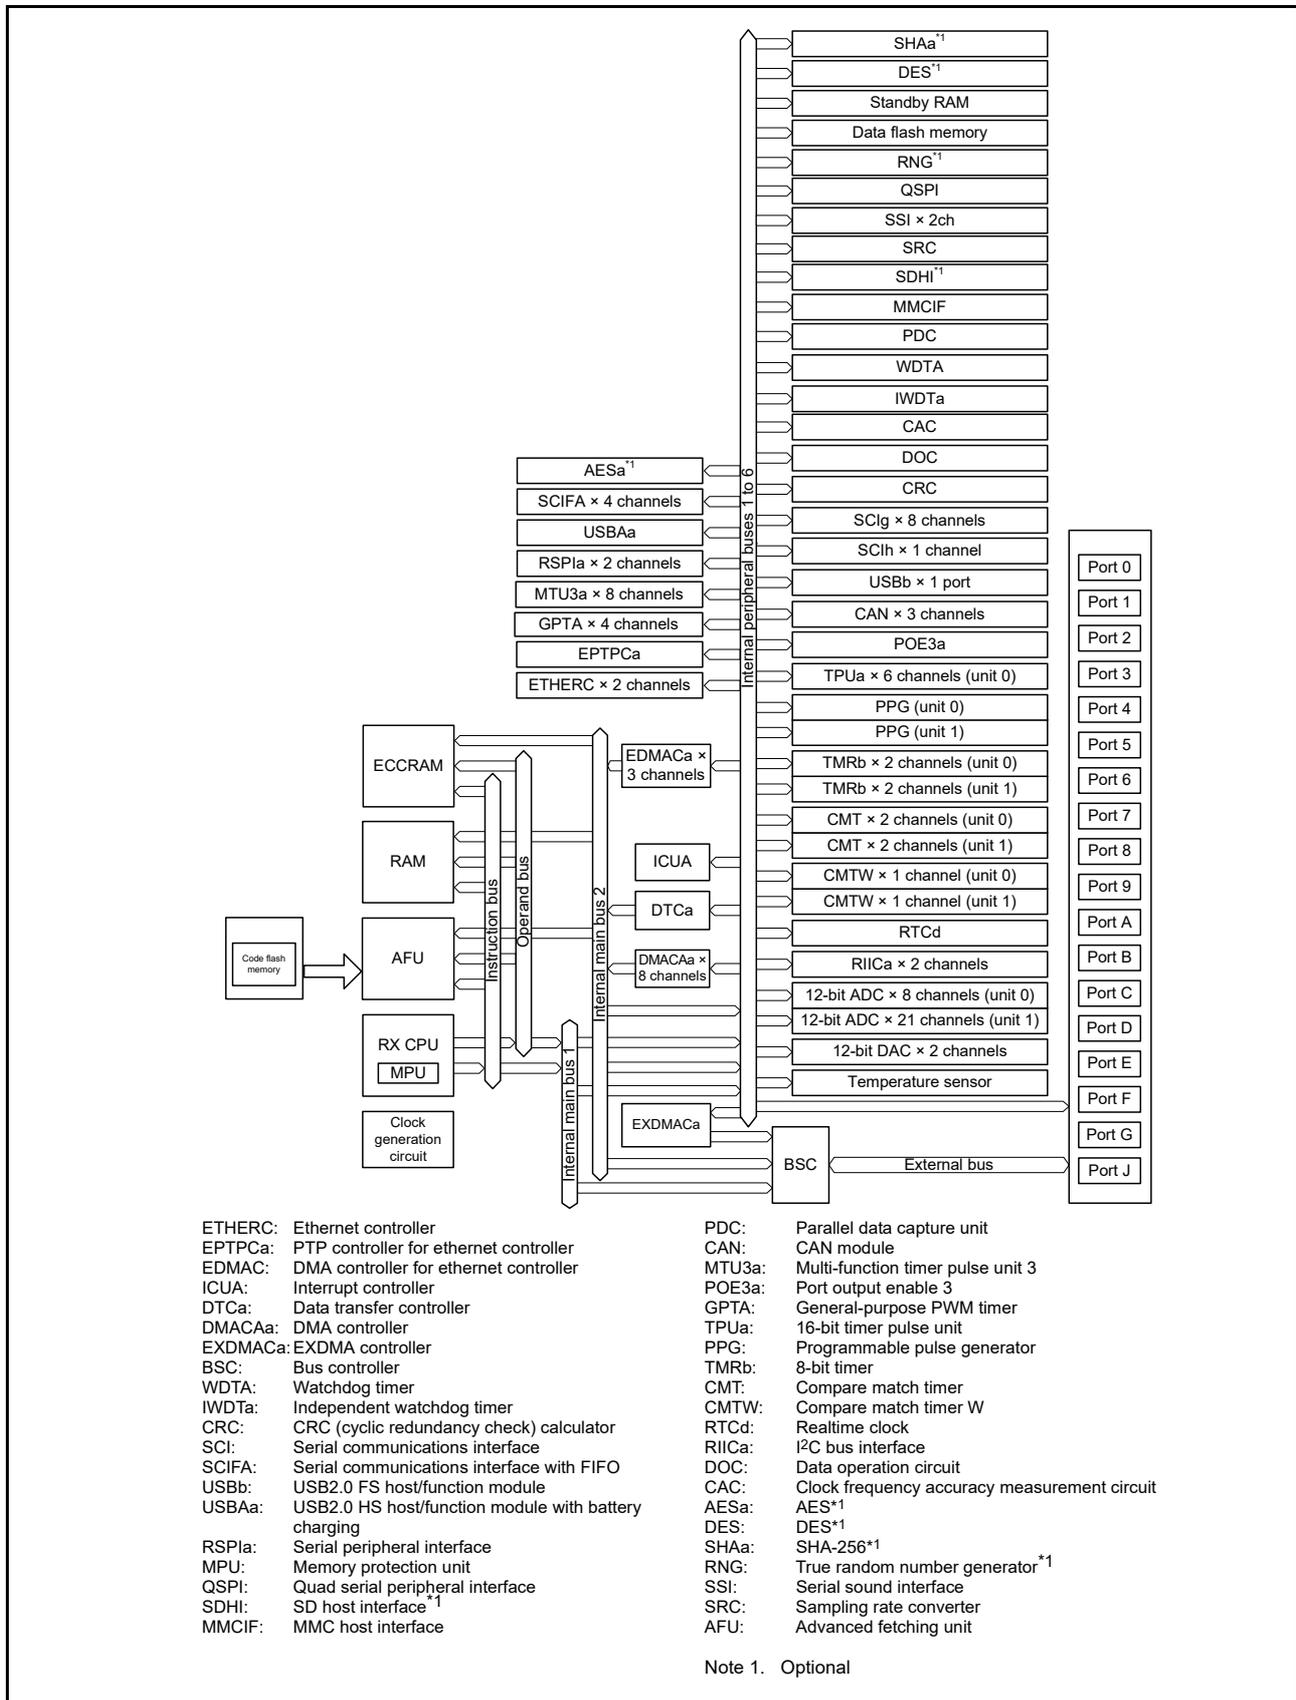 SHAa*1
DES*1
Standby RAM
Data flash memory
RNG*1
QSPI
SSI × 2ch
SRC
SDHI*1
MMCIF
PDC
WDTA
IWDTa
CAC
DOC
CRC
SCIg × 8 channels
SCIh × 1 channel
USBb × 1 port
CAN × 3 channels
POE3a
TPUa × 6 channels (unit 0)
PPG (unit 0)
PPG (unit 1)
TMRb × 2 channels (unit 0)
TMRb × 2 channels (unit 1)
CMT × 2 channels (unit 0)
CMT × 2 channels (unit 1)
CMTW × 1 channel (unit 0)
CMTW × 1 channel (unit 1)
RTCd
RIICa × 2 channels
12-bit ADC × 8 channels (unit 0)
12-bit ADC × 21 channels (unit 1)
12-bit DAC × 2 channels
Temperature sensor
Internal peripheral buses 1 to 6
AESa*1
SCIFA × 4 channels
USBAa
RSPIa × 2 channels
MTU3a × 8 channels
GPTA × 4 channels
EPTPCa
ETHERC × 2 channels
Port 0
Port 1
Port 2
Port 3
Port 4
Port 5
Port 6
Port 7
Port 8
Port 9
Port A
Port B
Port C
Port D
Port E
Port F
Port G
Port J
ECCRAM
RAM
AFU
Code flash
memory
RX CPU
MPU
Clock
generation
circuit
Instruction bus
Operand bus
Internal main bus 1
Internal main bus 2
EDMACa ×
3 channels
ICUA
DTCa
DMACAa ×
8 channels
EXDMACa
BSC
External bus
ETHERC: Ethernet controller
EPTPCa: PTP controller for ethernet controller
EDMAC: DMA controller for ethernet controller
ICUA: Interrupt controller
DTCa: Data transfer controller
DMACAa: DMA controller
EXDMACa: EXDMA controller
BSC: Bus controller
WDTA: Watchdog timer
IWDTa: Independent watchdog timer
CRC: CRC (cyclic redundancy check) calculator
SCI: Serial communications interface
SCIFA: Serial communications interface with FIFO
USBb: USB2.0 FS host/function module
USBAa: USB2.0 HS host/function module with battery
charging
RSPIa: Serial peripheral interface
MPU: Memory protection unit
QSPI: Quad serial peripheral interface
SDHI: SD host interface*1
MMCIF: MMC host interface
PDC: Parallel data capture unit
CAN: CAN module
MTU3a: Multi-function timer pulse unit 3
POE3a: Port output enable 3
GPTA: General-purpose PWM timer
TPUa: 16-bit timer pulse unit
PPG: Programmable pulse generator
TMRb: 8-bit timer
CMT: Compare match timer
CMTW: Compare match timer W
RTCd: Realtime clock
RIICa: I2C bus interface
DOC: Data operation circuit
CAC: Clock frequency accuracy measurement circuit
AESa: AES*1
DES: DES*1
SHAa: SHA-256*1
RNG: True random number generator*1
SSI: Serial sound interface
SRC: Sampling rate converter
AFU: Advanced fetching unit
Note 1. Optional